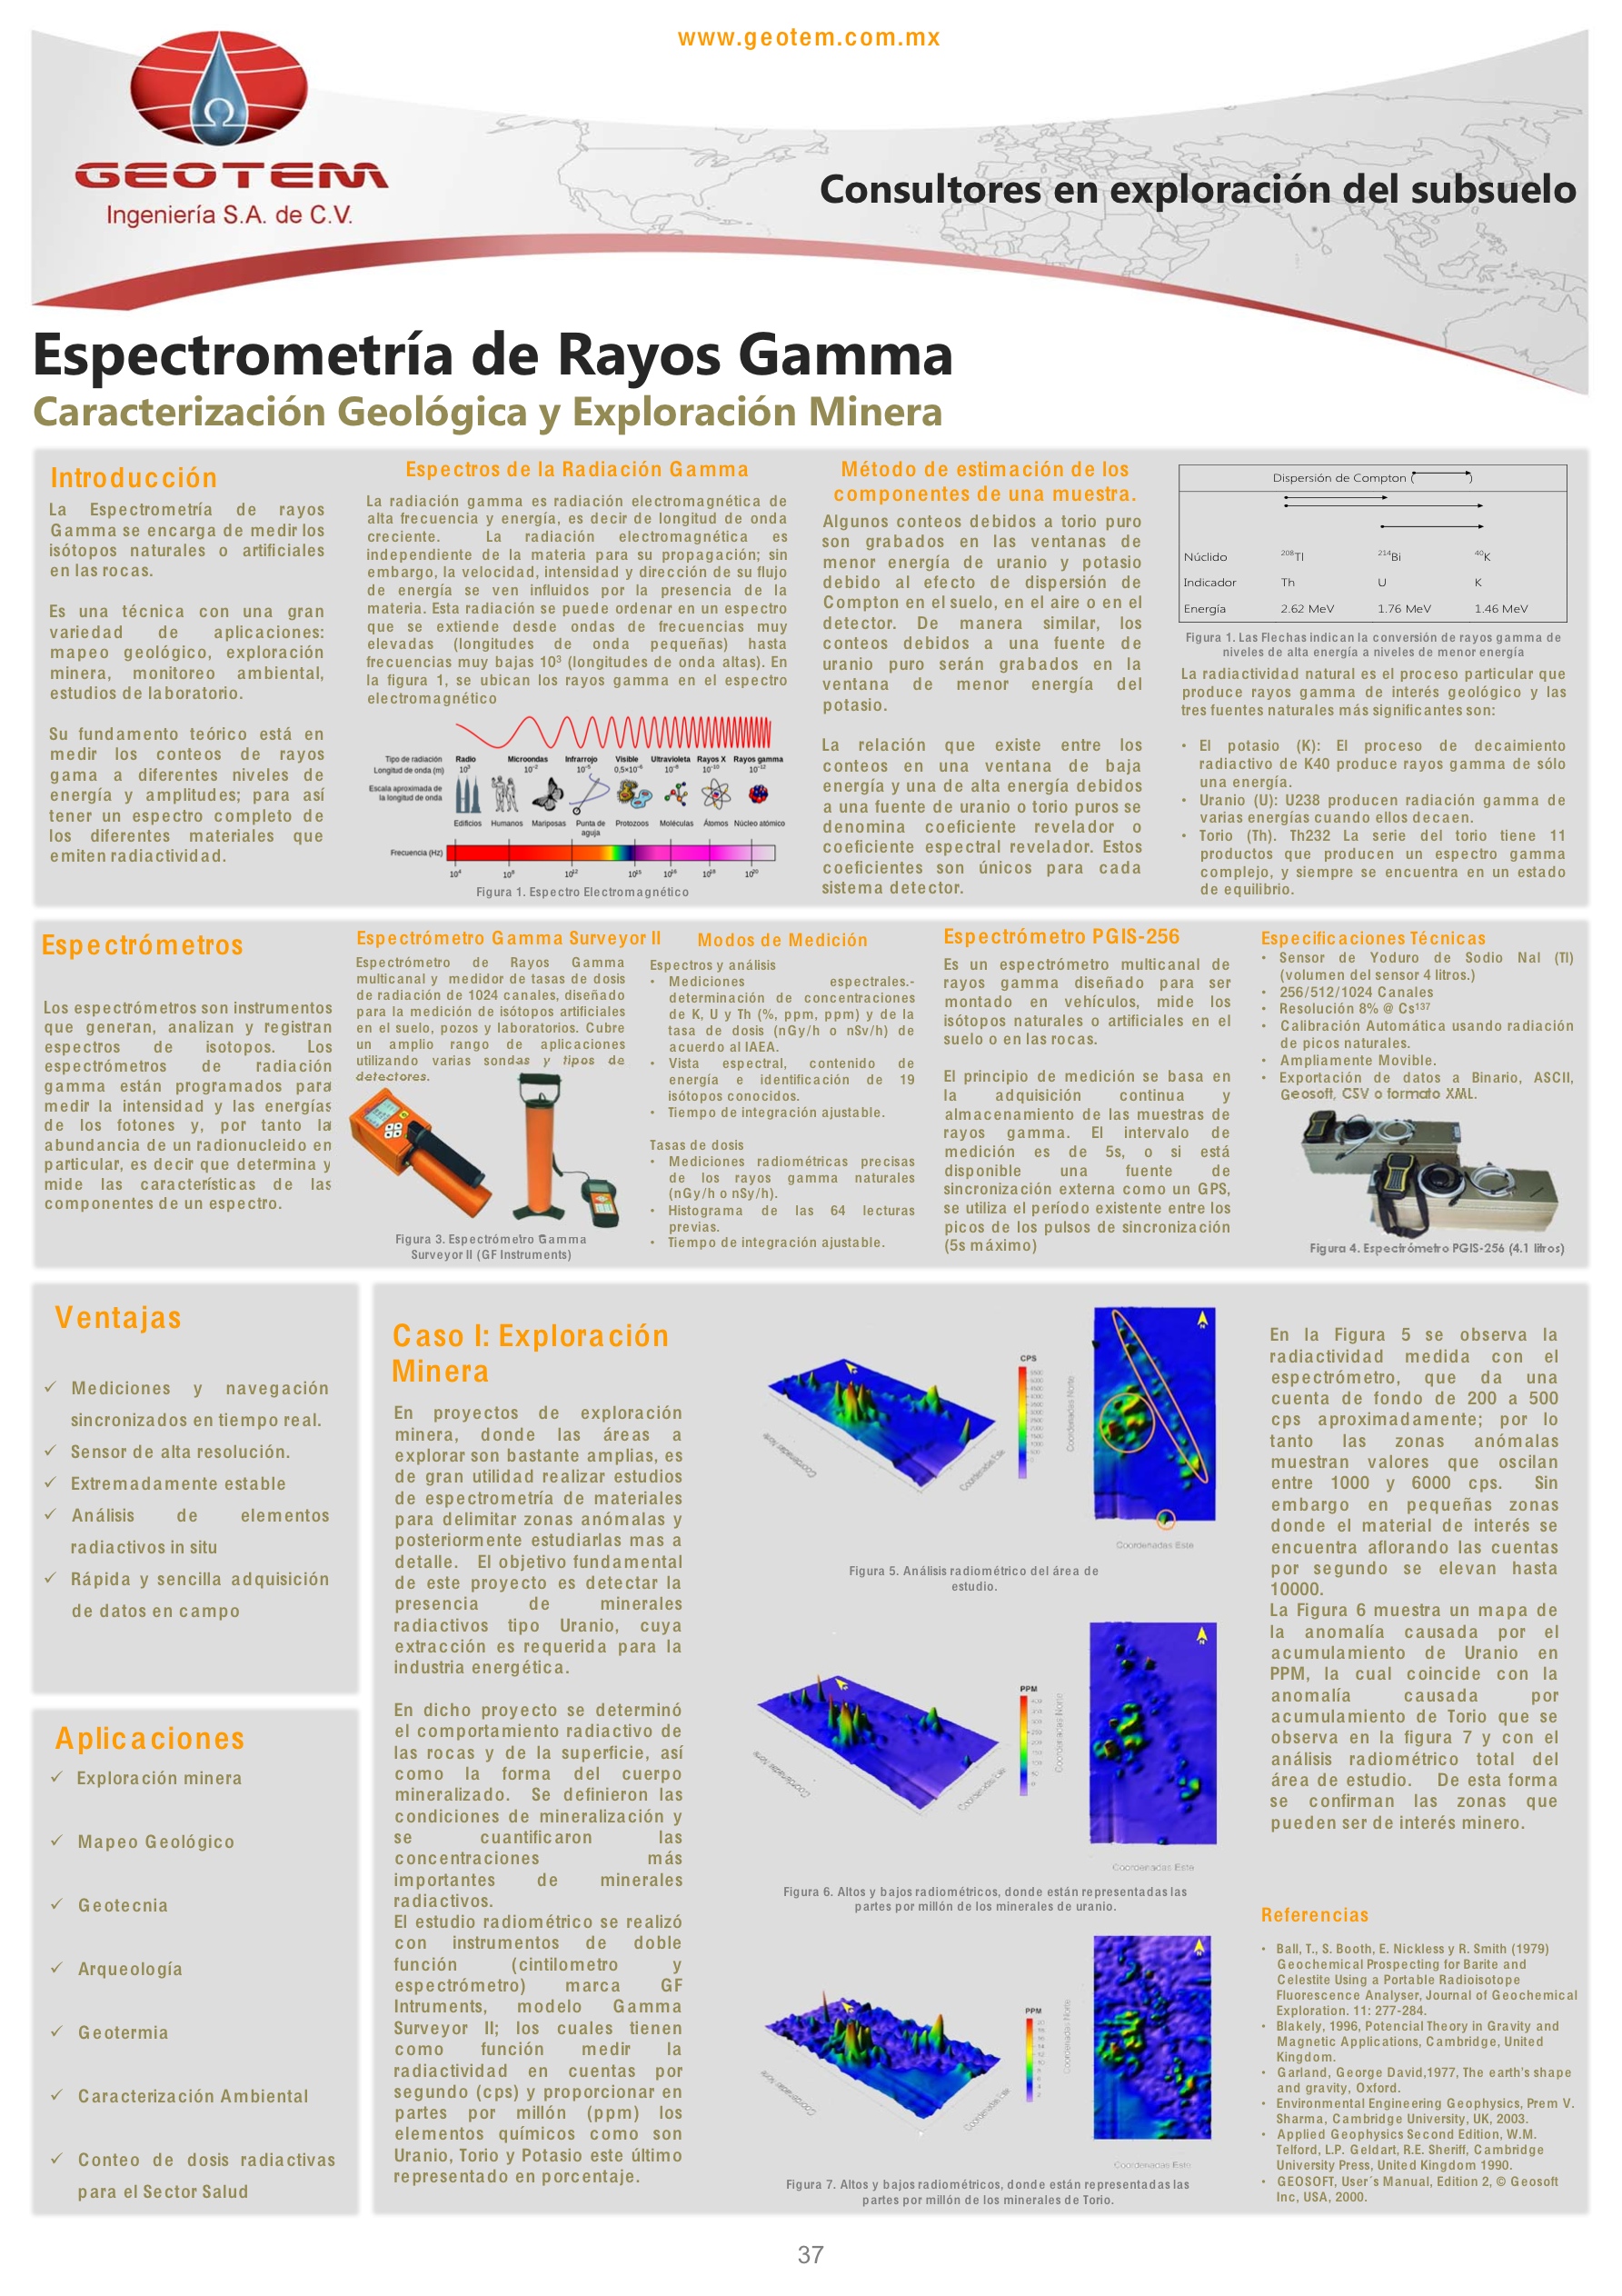 www.geotem.com.mx
GEOTEM
Ingeniería S.A. de C.V.
Consultores en exploración del subsuelo
Espectrometría de Rayos Gamma
Caracterización Geológica y Exploración Minera
Introducción
La Espectrometría de rayos
Gamma se encarga de medir los
isótopos naturales o artificiales
en las rocas.
Es una técnica con una gran
variedad de aplicaciones:
mapeo geológico, exploración
minera, monitoreo ambiental,
estudios de laboratorio.
Su fundamento teórico está en
medir los conteos de rayos
gama a diferentes niveles de
energía y amplitudes; para así
tener un espectro completo de
los diferentes materiales que
emiten radiactividad.
Espectros de la Radiación Gamma
La radiación gamma es radiación electromagnética de
alta frecuencia y energía, es decir de longitud de onda
creciente. La radiación electromagnética es
independiente de la materia para su propagación; sin
embargo, la velocidad, intensidad y dirección de su flujo
de energía se ven influidos por la presencia de la
materia. Esta radiación se puede ordenar en un espectro
que se extiende desde ondas de frecuencias muy
elevadas (longitudes de onda pequeñas) hasta
frecuencias muy bajas 10³ (longitudes de onda altas). En
la figura 1, se ubican los rayos gamma en el espectro
electromagnético
Tipo de radiación Radio Microondas Infrarrojo Visible Ultravioleta Rayos X Rayos gamma
Longitud de onda (m) 10³ 10⁻² 10⁻⁵ 0,5×10⁻⁶ 10⁻⁸ 10⁻¹⁰ 10⁻¹²
Escala aproximada de
la longitud de onda
Edificios Humanos Mariposas Punta de Protozoos Moléculas Átomos Núcleo atómico
aguja
Frecuencia (Hz)
10⁴ 10⁸ 10¹² 10¹⁵ 10¹⁶ 10¹⁸ 10²⁰
Figura 1. Espectro Electromagnético
Método de estimación de los
componentes de una muestra.
Algunos conteos debidos a torio puro
son grabados en las ventanas de
menor energía de uranio y potasio
debido al efecto de dispersión de
Compton en el suelo, en el aire o en el
detector. De manera similar, los
conteos debidos a una fuente de
uranio puro serán grabados en la
ventana de menor energía del
potasio.
La relación que existe entre los
conteos en una ventana de baja
energía y una de alta energía debidos
a una fuente de uranio o torio puros se
denomina coeficiente revelador o
coeficiente espectral revelador. Estos
coeficientes son únicos para cada
sistema detector.
Dispersión de Compton ( )
Núclido ²⁰⁸Tl ²¹⁴Bi ⁴⁰K
Indicador Th U K
Energía 2.62 MeV 1.76 MeV 1.46 MeV
Figura 1. Las Flechas indican la conversión de rayos gamma de
niveles de alta energía a niveles de menor energía
La radiactividad natural es el proceso particular que
produce rayos gamma de interés geológico y las
tres fuentes naturales más significantes son:
• El potasio (K): El proceso de decaimiento
radiactivo de K40 produce rayos gamma de sólo
una energía.
• Uranio (U): U238 producen radiación gamma de
varias energías cuando ellos decaen.
• Torio (Th). Th232 La serie del torio tiene 11
productos que producen un espectro gamma
complejo, y siempre se encuentra en un estado
de equilibrio.
Espectrómetros
Los espectrómetros son instrumentos
que generan, analizan y registran
espectros de isotopos. Los
espectrómetros de radiación
gamma están programados para
medir la intensidad y las energías
de los fotones y, por tanto la
abundancia de un radionucleido en
particular, es decir que determina y
mide las características de las
componentes de un espectro.
Espectrómetro Gamma Surveyor II
Espectrómetro de Rayos Gamma
multicanal y medidor de tasas de dosis
de radiación de 1024 canales, diseñado
para la medición de isótopos artificiales
en el suelo, pozos y laboratorios. Cubre
un amplio rango de aplicaciones
utilizando varias sondas y tipos de
detectores.
Figura 3. Espectrómetro Gamma
Surveyor II (GF Instruments)
Modos de Medición
Espectros y análisis
• Mediciones espectrales.-
determinación de concentraciones
de K, U y Th (%, ppm, ppm) y de la
tasa de dosis (nGy/h o nSv/h) de
acuerdo al IAEA.
• Vista espectral, contenido de
energía e identificación de 19
isótopos conocidos.
• Tiempo de integración ajustable.
Tasas de dosis
• Mediciones radiométricas precisas
de los rayos gamma naturales
(nGy/h o nSy/h).
• Histograma de las 64 lecturas
previas.
• Tiempo de integración ajustable.
Espectrómetro PGIS-256
Es un espectrómetro multicanal de
rayos gamma diseñado para ser
montado en vehículos, mide los
isótopos naturales o artificiales en el
suelo o en las rocas.
El principio de medición se basa en
la adquisición continua y
almacenamiento de las muestras de
rayos gamma. El intervalo de
medición es de 5s, o si está
disponible una fuente de
sincronización externa como un GPS,
se utiliza el período existente entre los
picos de los pulsos de sincronización
(5s máximo)
Especificaciones Técnicas
• Sensor de Yoduro de Sodio NaI (TI)
(volumen del sensor 4 litros.)
• 256/512/1024 Canales
• Resolución 8% @ Cs¹³⁷
• Calibración Automática usando radiación
de picos naturales.
• Ampliamente Movible.
• Exportación de datos a Binario, ASCII,
Geosoft, CSV o formato XML.
Figura 4. Espectrómetro PGIS-256 (4.1 litros)
Ventajas
✓ Mediciones y navegación
sincronizados en tiempo real.
✓ Sensor de alta resolución.
✓ Extremadamente estable
✓ Análisis de elementos
radiactivos in situ
✓ Rápida y sencilla adquisición
de datos en campo
Aplicaciones
✓ Exploración minera
✓ Mapeo Geológico
✓ Geotecnia
✓ Arqueología
✓ Geotermia
✓ Caracterización Ambiental
✓ Conteo de dosis radiactivas
para el Sector Salud
Caso I: Exploración
Minera
En proyectos de exploración
minera, donde las áreas a
explorar son bastante amplias, es
de gran utilidad realizar estudios
de espectrometría de materiales
para delimitar zonas anómalas y
posteriormente estudiarlas mas a
detalle. El objetivo fundamental
de este proyecto es detectar la
presencia de minerales
radiactivos tipo Uranio, cuya
extracción es requerida para la
industria energética.
En dicho proyecto se determinó
el comportamiento radiactivo de
las rocas y de la superficie, así
como la forma del cuerpo
mineralizado. Se definieron las
condiciones de mineralización y
se cuantificaron las
concentraciones más
importantes de minerales
radiactivos.
El estudio radiométrico se realizó
con instrumentos de doble
función (cintilometro y
espectrómetro) marca GF
Intruments, modelo Gamma
Surveyor II; los cuales tienen
como función medir la
radiactividad en cuentas por
segundo (cps) y proporcionar en
partes por millón (ppm) los
elementos químicos como son
Uranio, Torio y Potasio este último
representado en porcentaje.
CPS
Coordenadas Norte
Coordenadas Este
Figura 5. Análisis radiométrico del área de
estudio.
PPM
Coordenadas Norte
Coordenadas Este
Figura 6. Altos y bajos radiométricos, donde están representadas las
partes por millón de los minerales de uranio.
PPM
Coordenadas Norte
Coordenadas Este
Figura 7. Altos y bajos radiométricos, donde están representadas las
partes por millón de los minerales de Torio.
En la Figura 5 se observa la
radiactividad medida con el
espectrómetro, que da una
cuenta de fondo de 200 a 500
cps aproximadamente; por lo
tanto las zonas anómalas
muestran valores que oscilan
entre 1000 y 6000 cps. Sin
embargo en pequeñas zonas
donde el material de interés se
encuentra aflorando las cuentas
por segundo se elevan hasta
10000.
La Figura 6 muestra un mapa de
la anomalía causada por el
acumulamiento de Uranio en
PPM, la cual coincide con la
anomalía causada por
acumulamiento de Torio que se
observa en la figura 7 y con el
análisis radiométrico total del
área de estudio. De esta forma
se confirman las zonas que
pueden ser de interés minero.
Referencias
• Ball, T., S. Booth, E. Nickless y R. Smith (1979)
Geochemical Prospecting for Barite and
Celestite Using a Portable Radioisotope
Fluorescence Analyser, Journal of Geochemical
Exploration. 11: 277-284.
• Blakely, 1996, Potencial Theory in Gravity and
Magnetic Applications, Cambridge, United
Kingdom.
• Garland, George David,1977, The earth's shape
and gravity, Oxford.
• Environmental Engineering Geophysics, Prem V.
Sharma, Cambridge University, UK, 2003.
• Applied Geophysics Second Edition, W.M.
Telford, L.P. Geldart, R.E. Sheriff, Cambridge
University Press, United Kingdom 1990.
• GEOSOFT, User´s Manual, Edition 2, © Geosoft
Inc, USA, 2000.
37